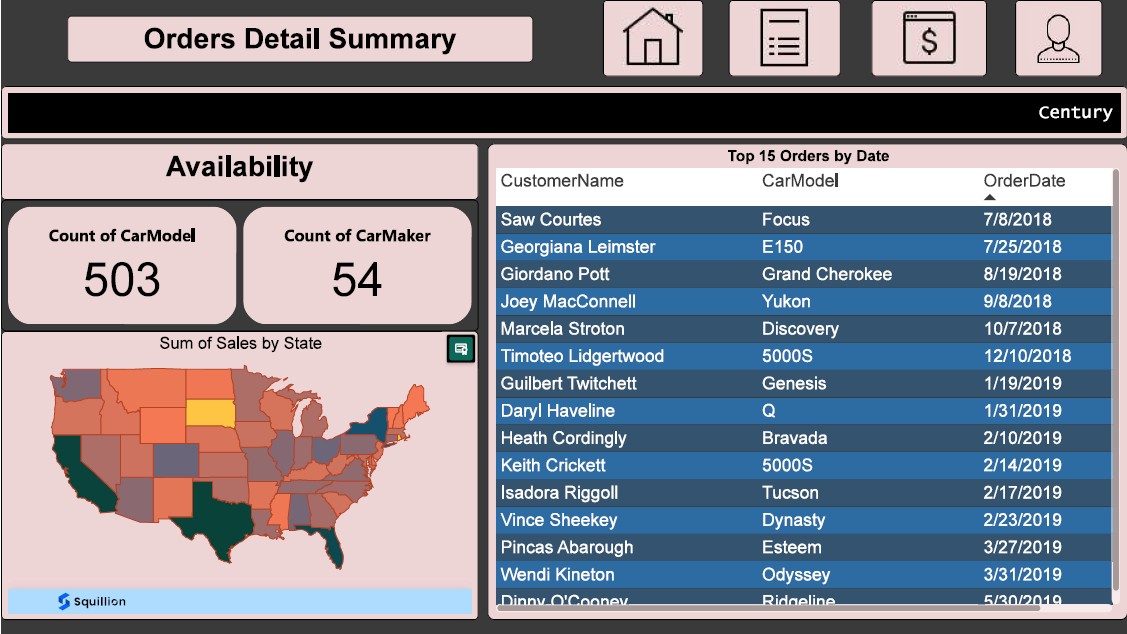 Orders Detail Summary
$
Century
Availability
Count of CarModel
503
Count of CarMaker
54
Sum of Sales by State
Squillion
Top 15 Orders by Date
CustomerName CarModel OrderDate
Saw Courtes Focus 7/8/2018
Georgiana Leimster E150 7/25/2018
Giordano Pott Grand Cherokee 8/19/2018
Joey MacConnell Yukon 9/8/2018
Marcela Stroton Discovery 10/7/2018
Timoteo Lidgertwood 5000S 12/10/2018
Guilbert Twitchett Genesis 1/19/2019
Daryl Haveline Q 1/31/2019
Heath Cordingly Bravada 2/10/2019
Keith Crickett 5000S 2/14/2019
Isadora Riggoll Tucson 2/17/2019
Vince Sheekey Dynasty 2/23/2019
Pincas Abarough Esteem 3/27/2019
Wendi Kineton Odyssey 3/31/2019
Dinny O'Cooney Ridgeline 5/30/2019